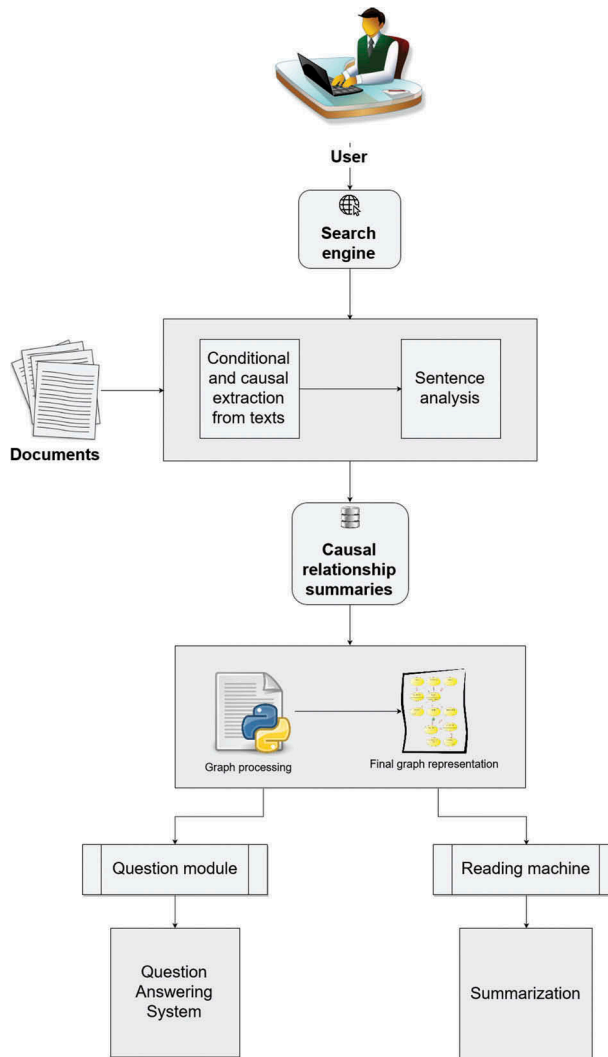 User
Search
engine
Conditional
and causal
extraction
from texts
Sentence
analysis
Documents
Causal
relationship
summaries
Graph processing
Final graph representation
Question module
Reading machine
Question
Answering
System
Summarization